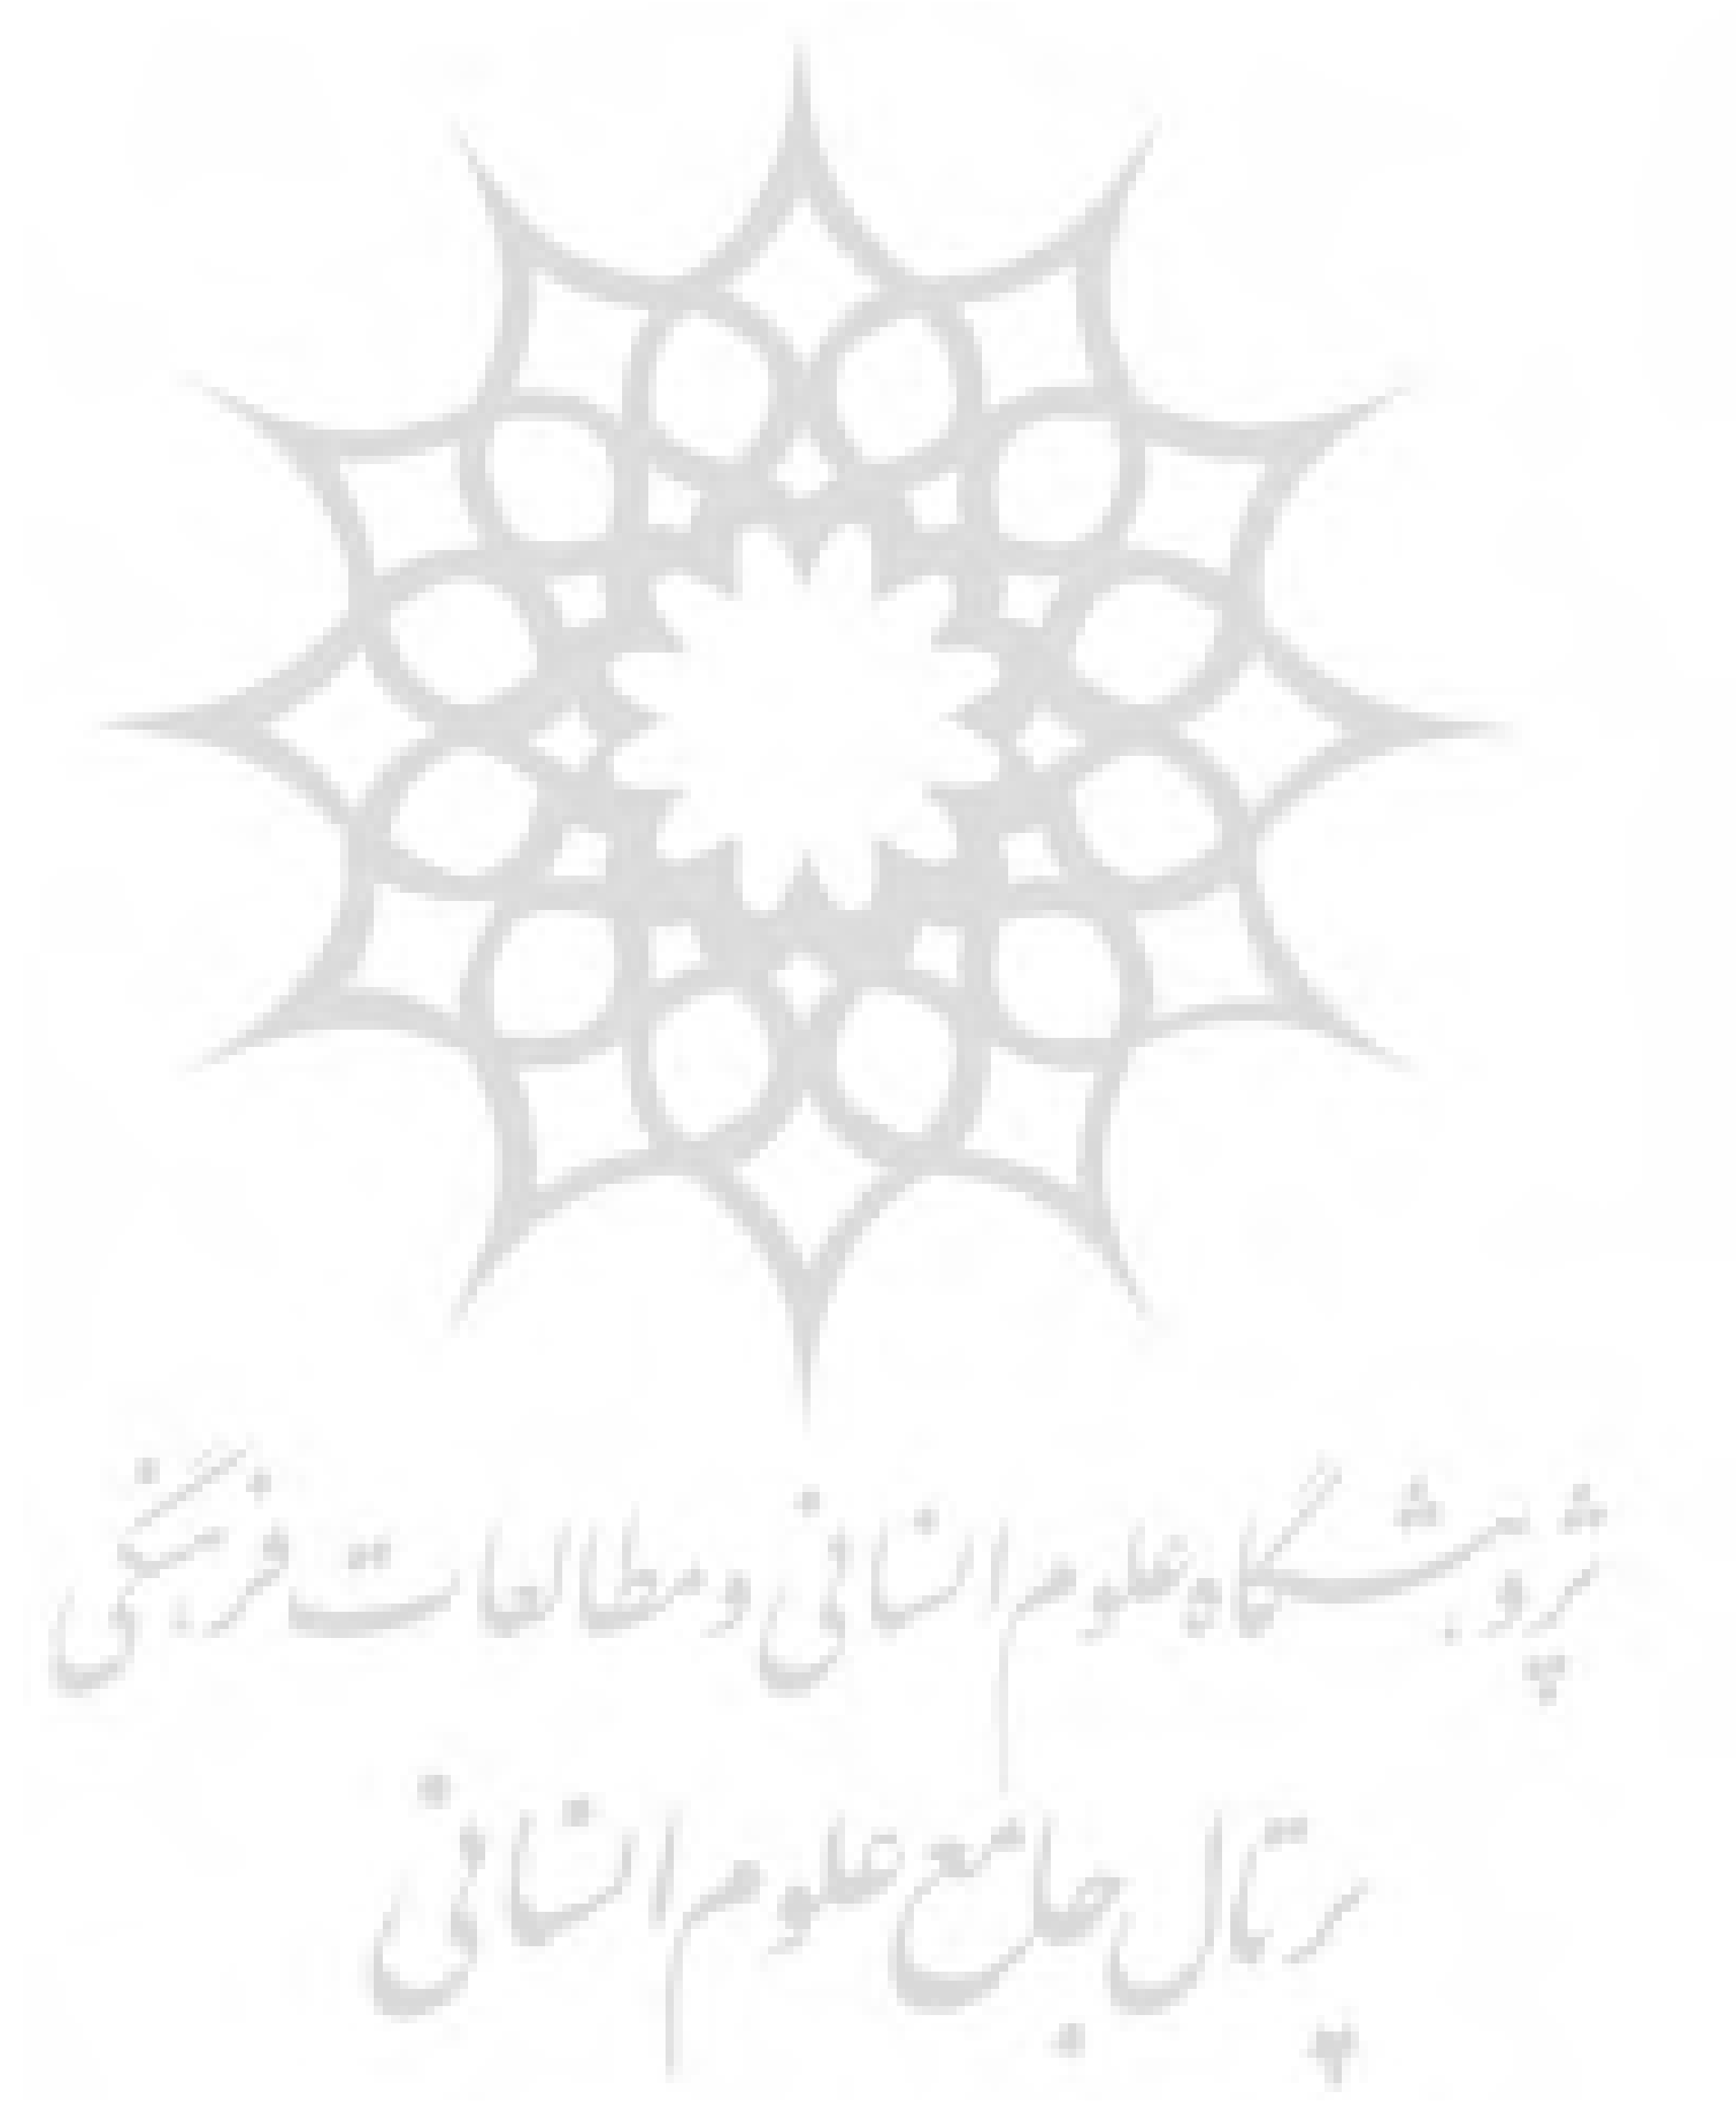 پژوهشگاه علوم انسانی و مطالعات فرهنگی
پرتال جامع علوم انسانی